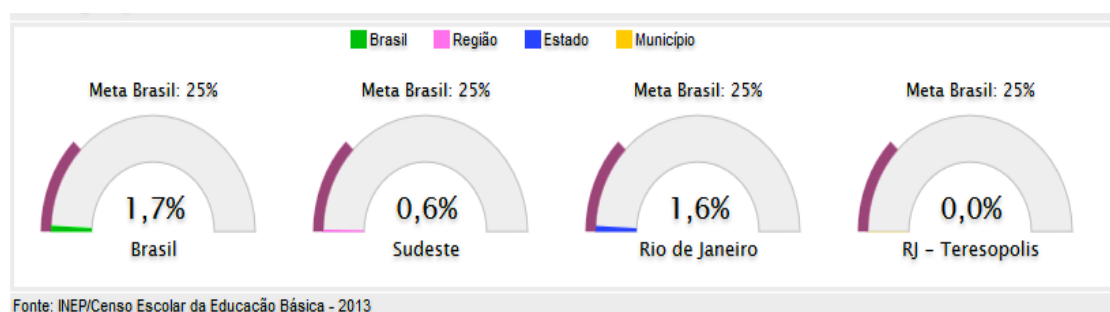 Brasil Região Estado Município
Meta Brasil: 25% Meta Brasil: 25% Meta Brasil: 25% Meta Brasil: 25%
1,7% 0,6% 1,6% 0,0%
Brasil Sudeste Rio de Janeiro RJ – Teresopolis
Fonte: INEP/Censo Escolar da Educação Básica - 2013